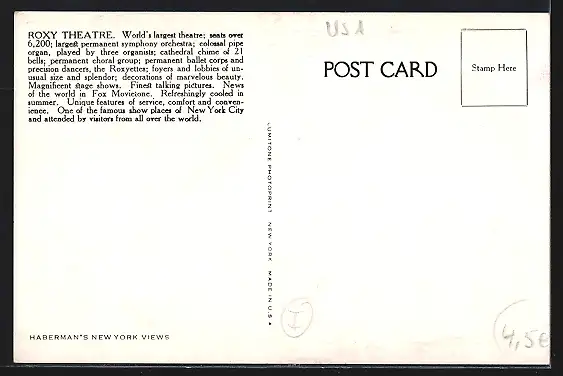 ROXY THEATRE. World's largest theatre; seats over
6,200; largest permanent symphony orchestra; colossal pipe
organ, played by three organists; cathedral chime of 21
bells; permanent choral group; permanent ballet corps and
precision dancers, the Roxyettes; foyers and lobbies of un-
usual size and splendor; decorations of marvelous beauty.
Magnificent stage shows. Finest talking pictures. News
of the world in Fox Movietone. Refreshingly cooled in
summer. Unique features of service, comfort and conven-
ience. One of the famous show places of New York City
and attended by visitors from all over the world.
HABERMAN'S NEW YORK VIEWS
LUMITONE PHOTOPRINT NEW YORK MADE IN U.S.A.
USA
POST CARD
Stamp Here
I
4,5€